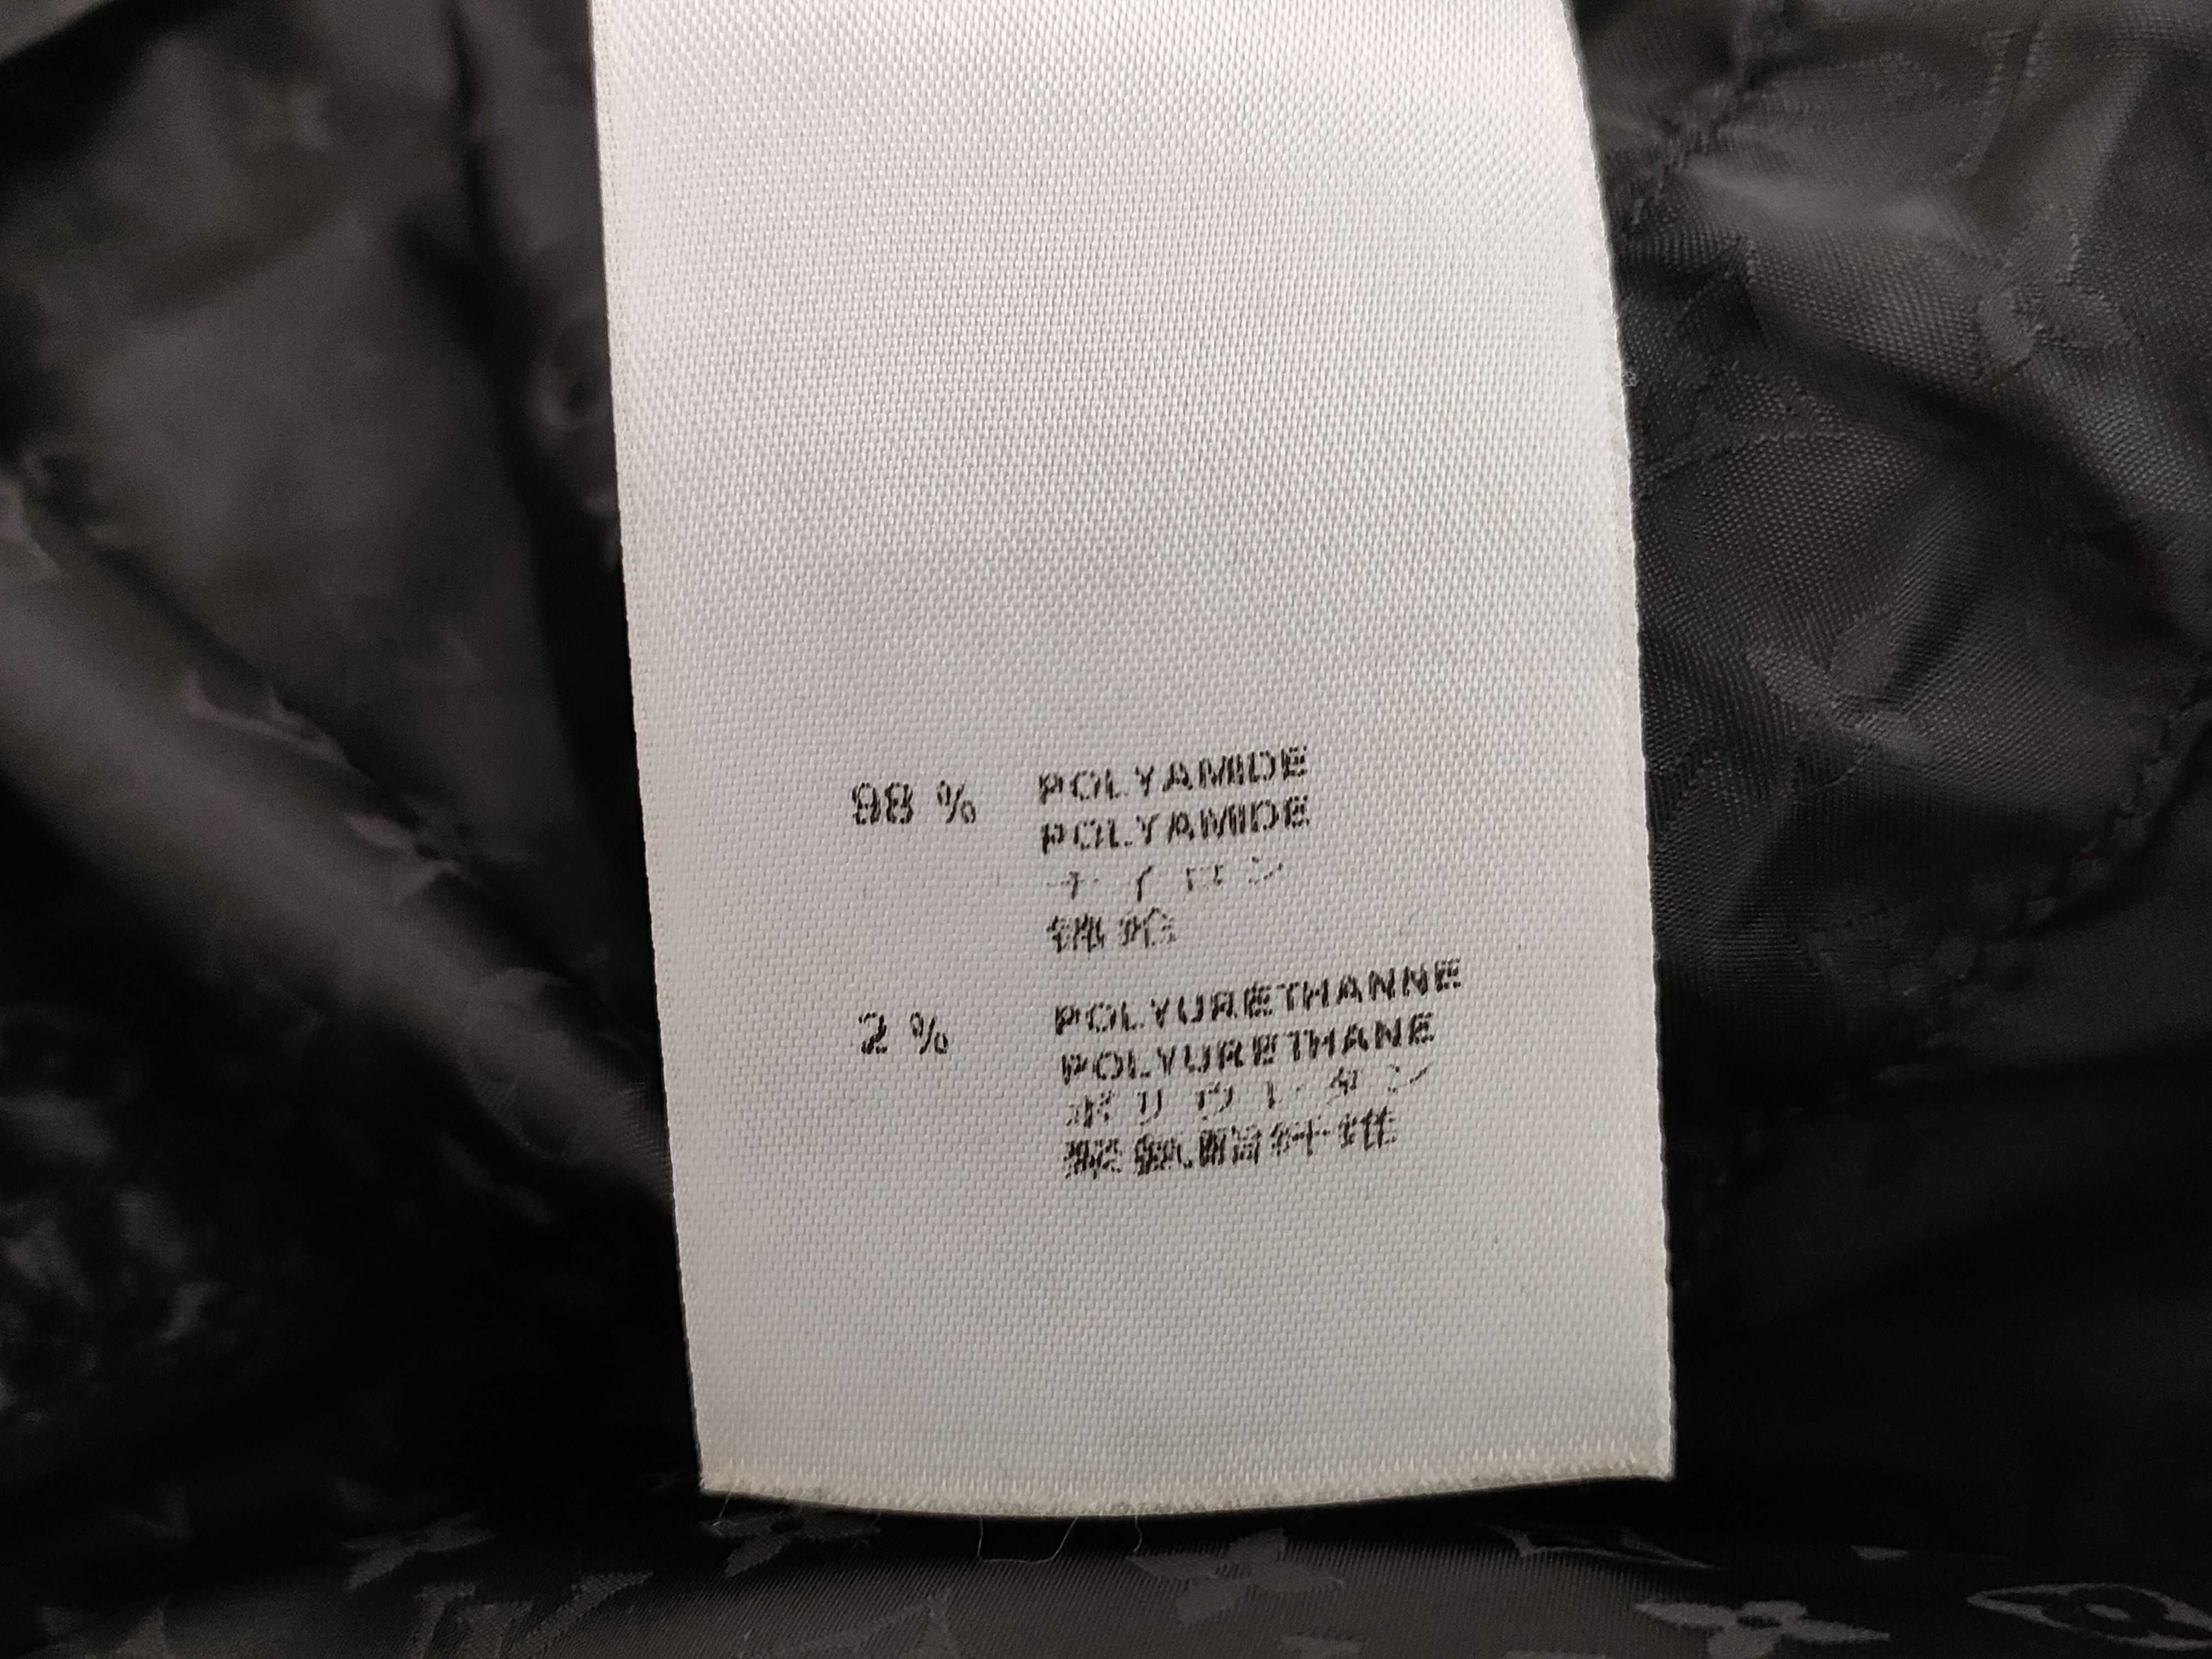 98 % POLYAMIDE
POLYAMIDE
ナイロン
锦纶
2 % POLYURETHANNE
POLYURETHANE
ポリウレタン
聚氨酯纤维